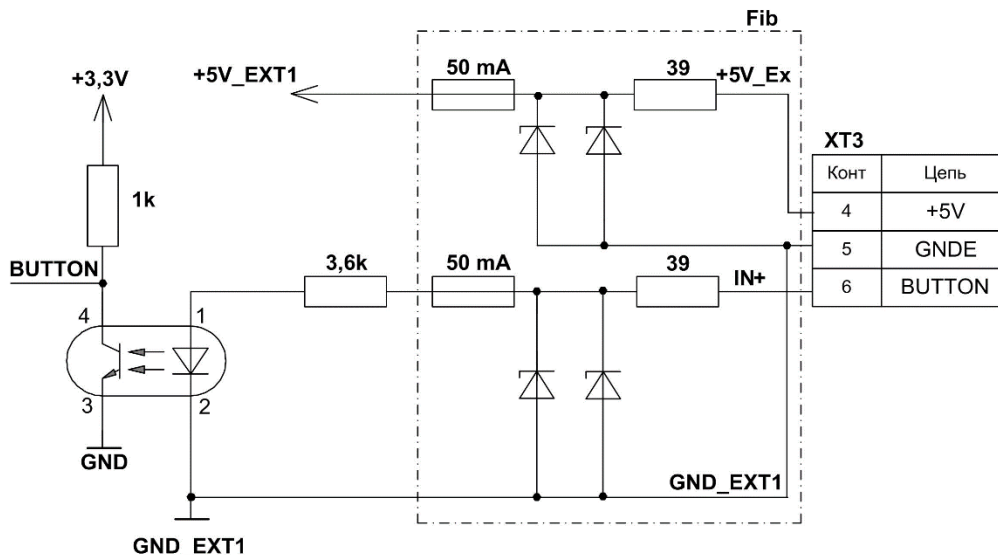 Fib
+3,3V
+5V_EXT1
50 mA
39
+5V_Ex
XT3
Конт
Цепь
1k
4
+5V
5
GNDE
BUTTON
3,6k
50 mA
39
IN+
6
BUTTON
4
1
3
2
GND
GND_EXT1
GND_EXT1